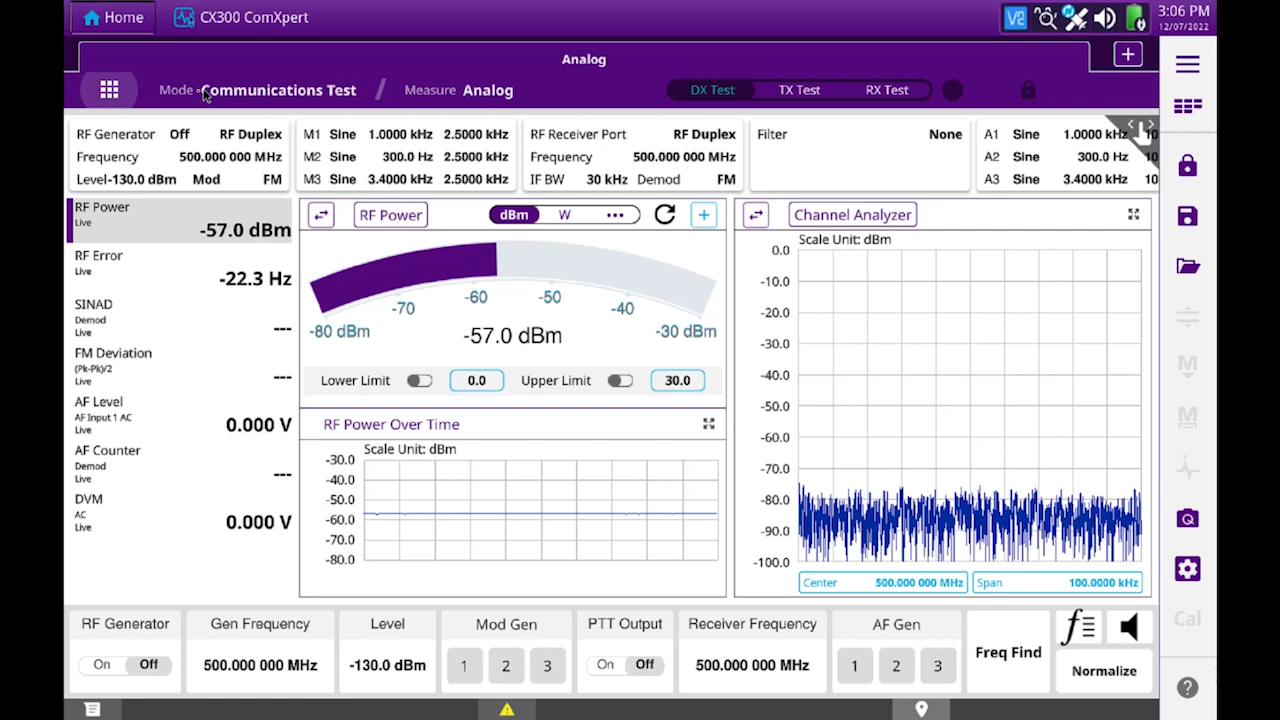 Home
CX300 ComXpert
3:06 PM
12/07/2022
Analog
Mode
Communications Test
/
Measure Analog
DX Test
TX Test
RX Test
RF Generator Off RF Duplex
Frequency 500.000 000 MHz
Level -130.0 dBm Mod FM
M1 Sine 1.0000 kHz 2.5000 kHz
M2 Sine 300.0 Hz 2.5000 kHz
M3 Sine 3.4000 kHz 2.5000 kHz
RF Receiver Port RF Duplex
Frequency 500.000 000 MHz
IF BW 30 kHz Demod FM
Filter None
A1 Sine 1.0000 kHz 10
A2 Sine 300.0 Hz 10
A3 Sine 3.4000 kHz 10
RF Power
Live
-57.0 dBm
RF Error
Live
-22.3 Hz
SINAD
Demod
Live
---
FM Deviation
(Pk-Pk)/2
Live
---
AF Level
AF Input 1 AC
Live
0.000 V
AF Counter
Demod
Live
---
DVM
AC
Live
0.000 V
RF Power
dBm
W
•••
+
-80 dBm
-70
-60
-50
-40
-30 dBm
-57.0 dBm
Lower Limit 0.0
Upper Limit 30.0
RF Power Over Time
Scale Unit: dBm
-30.0
-40.0
-50.0
-60.0
-70.0
-80.0
Channel Analyzer
Scale Unit: dBm
0.0
-10.0
-20.0
-30.0
-40.0
-50.0
-60.0
-70.0
-80.0
-90.0
-100.0
Center 500.000 000 MHz
Span 100.0000 kHz
RF Generator
On Off
Gen Frequency
500.000 000 MHz
Level
-130.0 dBm
Mod Gen
1 2 3
PTT Output
On Off
Receiver Frequency
500.000 000 MHz
AF Gen
1 2 3
Freq Find
Normalize
M
M
Cal
?